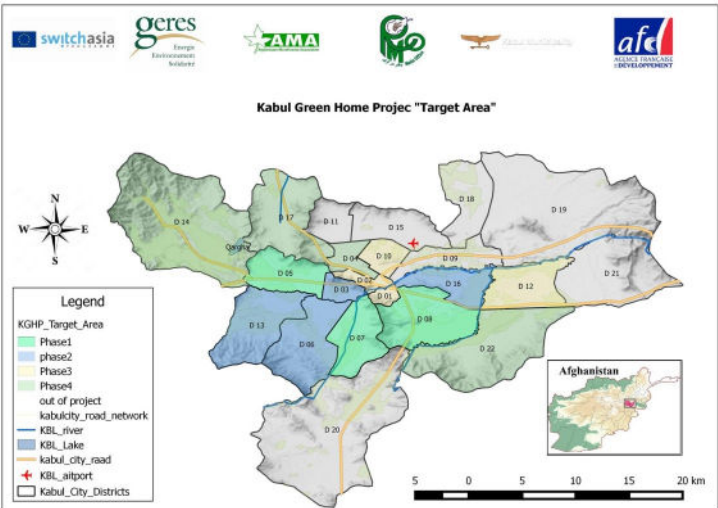 switchasia
PROGRAMME
geres
Energie
Environnement
Solidarité
AMA
afd
AGENCE FRANÇAISE
DE DÉVELOPPEMENT
Kabul Green Home Projec "Target Area"
N
W
E
S
D 14
D 17
D 11
D 15
D 18
D 19
Qargha
D 04
D 10
D 09
D 05
D 02
D 03
D 01
D 16
D 12
D 21
D 13
D 06
D 07
D 08
D 22
D 20
Legend
KGHP_Target_Area
Phase1
phase2
Phase3
Phase4
out of project
kabulcity_road_network
KBL_river
KBL_Lake
kabul_city_raad
KBL_aitport
Kabul_City_Districts
Afghanistan
5 0 5 10 15 20 km